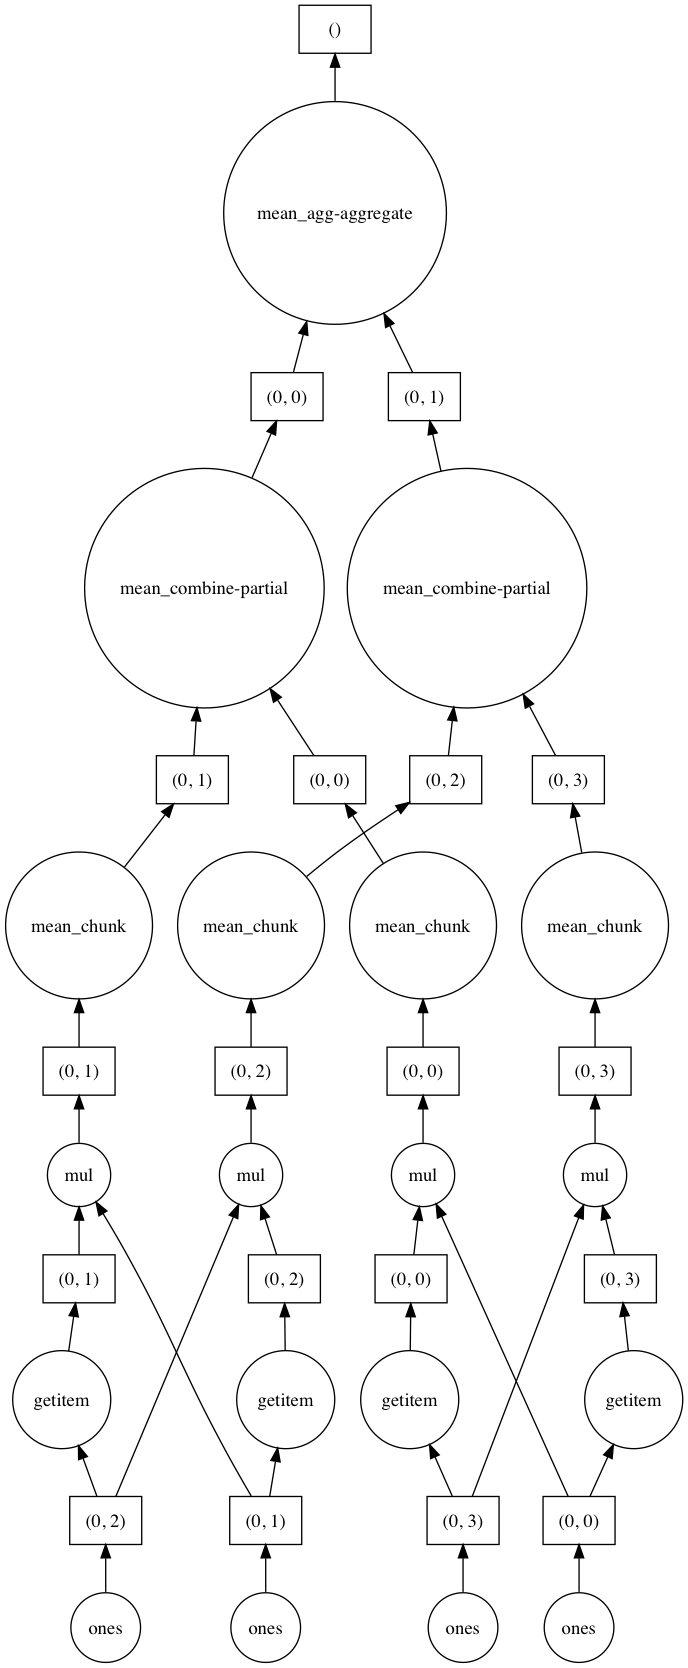 ()
mean_agg-aggregate
(0, 0)
(0, 1)
mean_combine-partial
mean_combine-partial
(0, 1)
(0, 0)
(0, 2)
(0, 3)
mean_chunk
mean_chunk
mean_chunk
mean_chunk
(0, 1)
(0, 2)
(0, 0)
(0, 3)
mul
mul
mul
mul
(0, 1)
(0, 2)
(0, 0)
(0, 3)
getitem
getitem
getitem
getitem
(0, 2)
(0, 1)
(0, 3)
(0, 0)
ones
ones
ones
ones